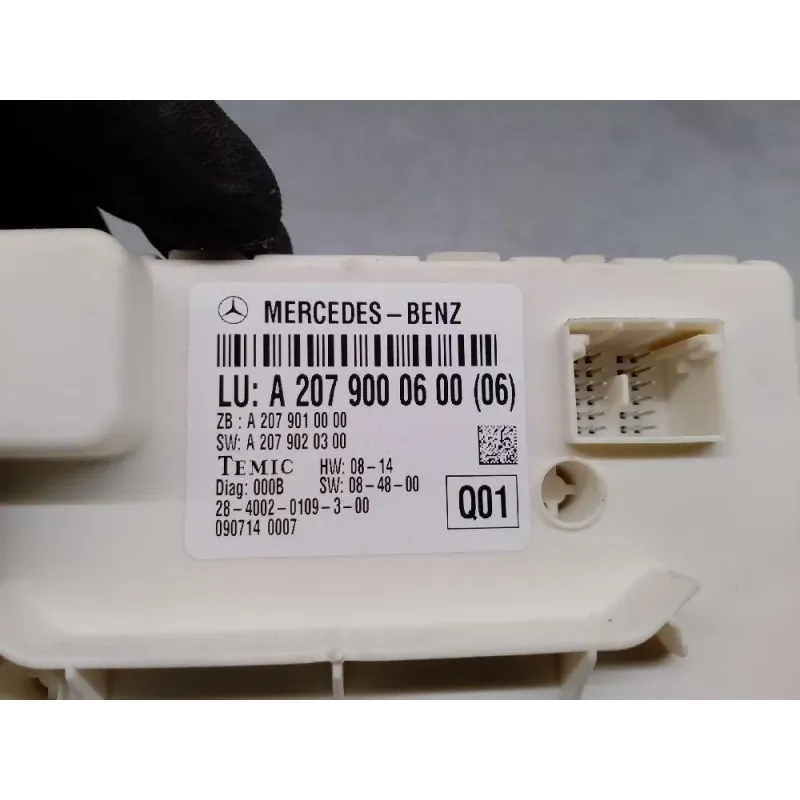 MERCEDES-BENZ
LU: A 207 900 06 00 (06)
ZB : A 207 901 00 00
SW: A 207 902 03 00
TEMIC HW: 08-14
Diag: 000B SW: 08-48-00
28-4002-0109-3-00
090714 0007
Q01